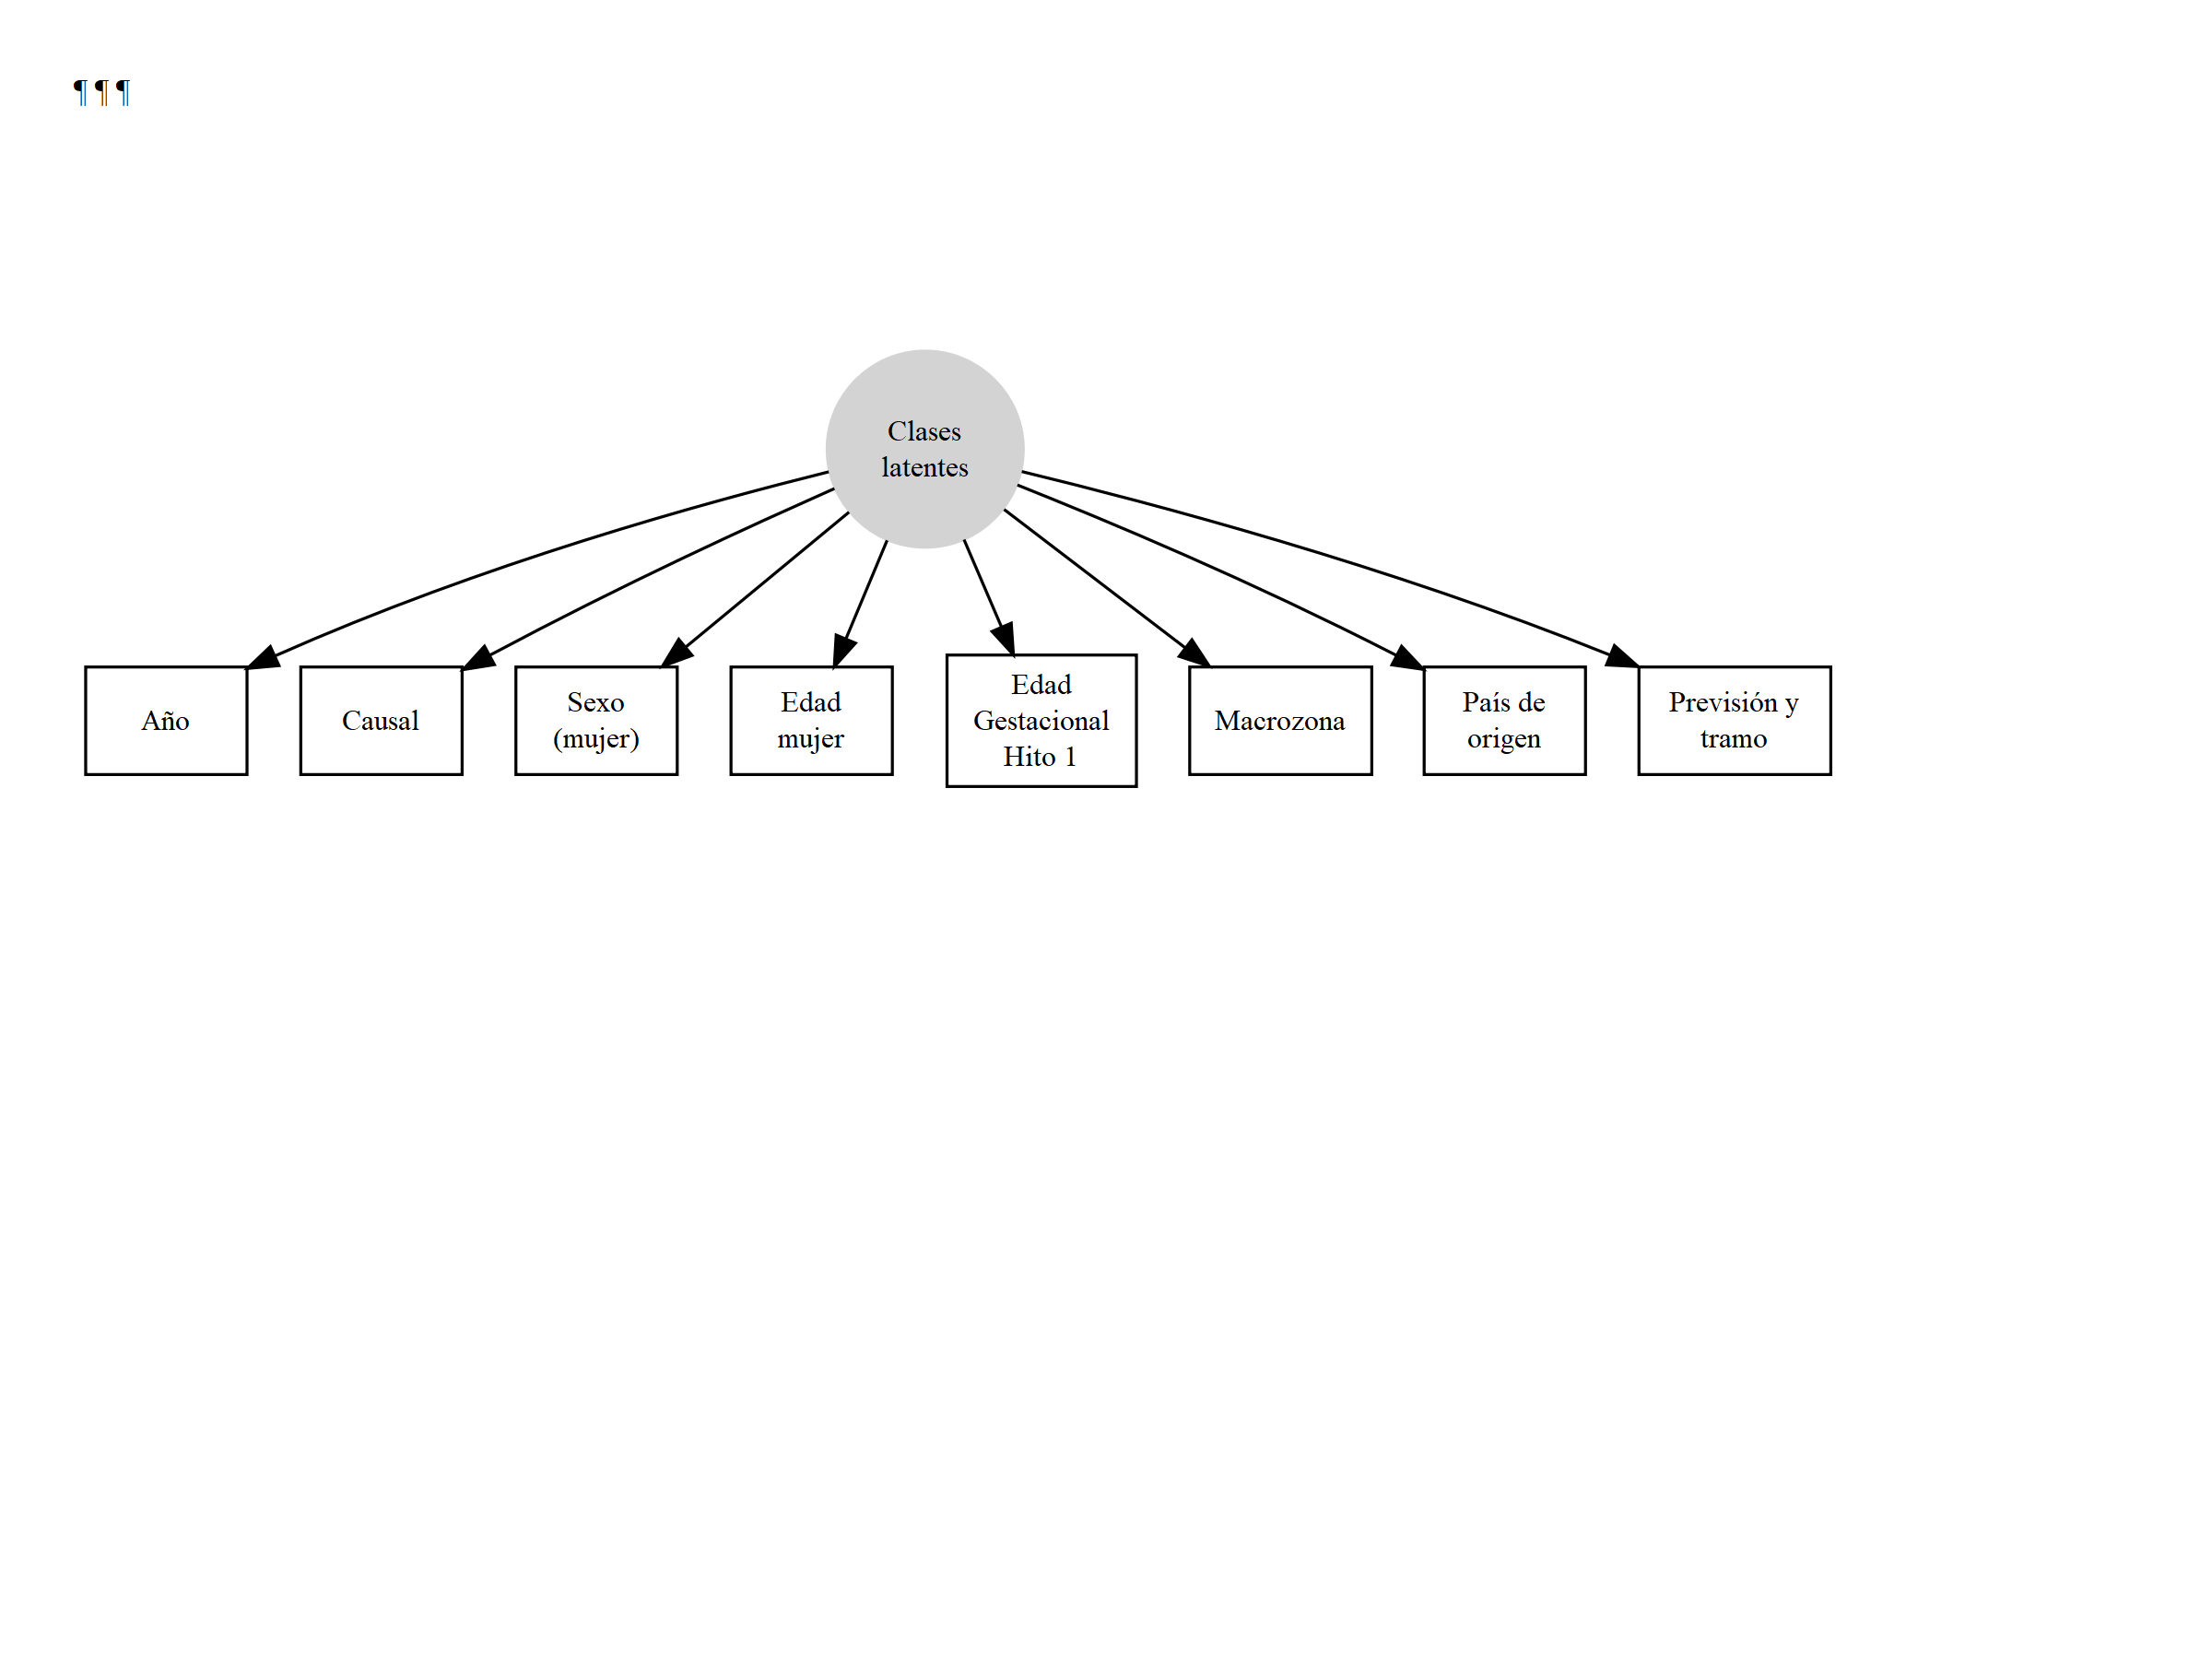 ¶ ¶ ¶
Clases
latentes
Año
Causal
Sexo
(mujer)
Edad
mujer
Edad
Gestacional
Hito 1
Macrozona
País de
origen
Previsión y
tramo